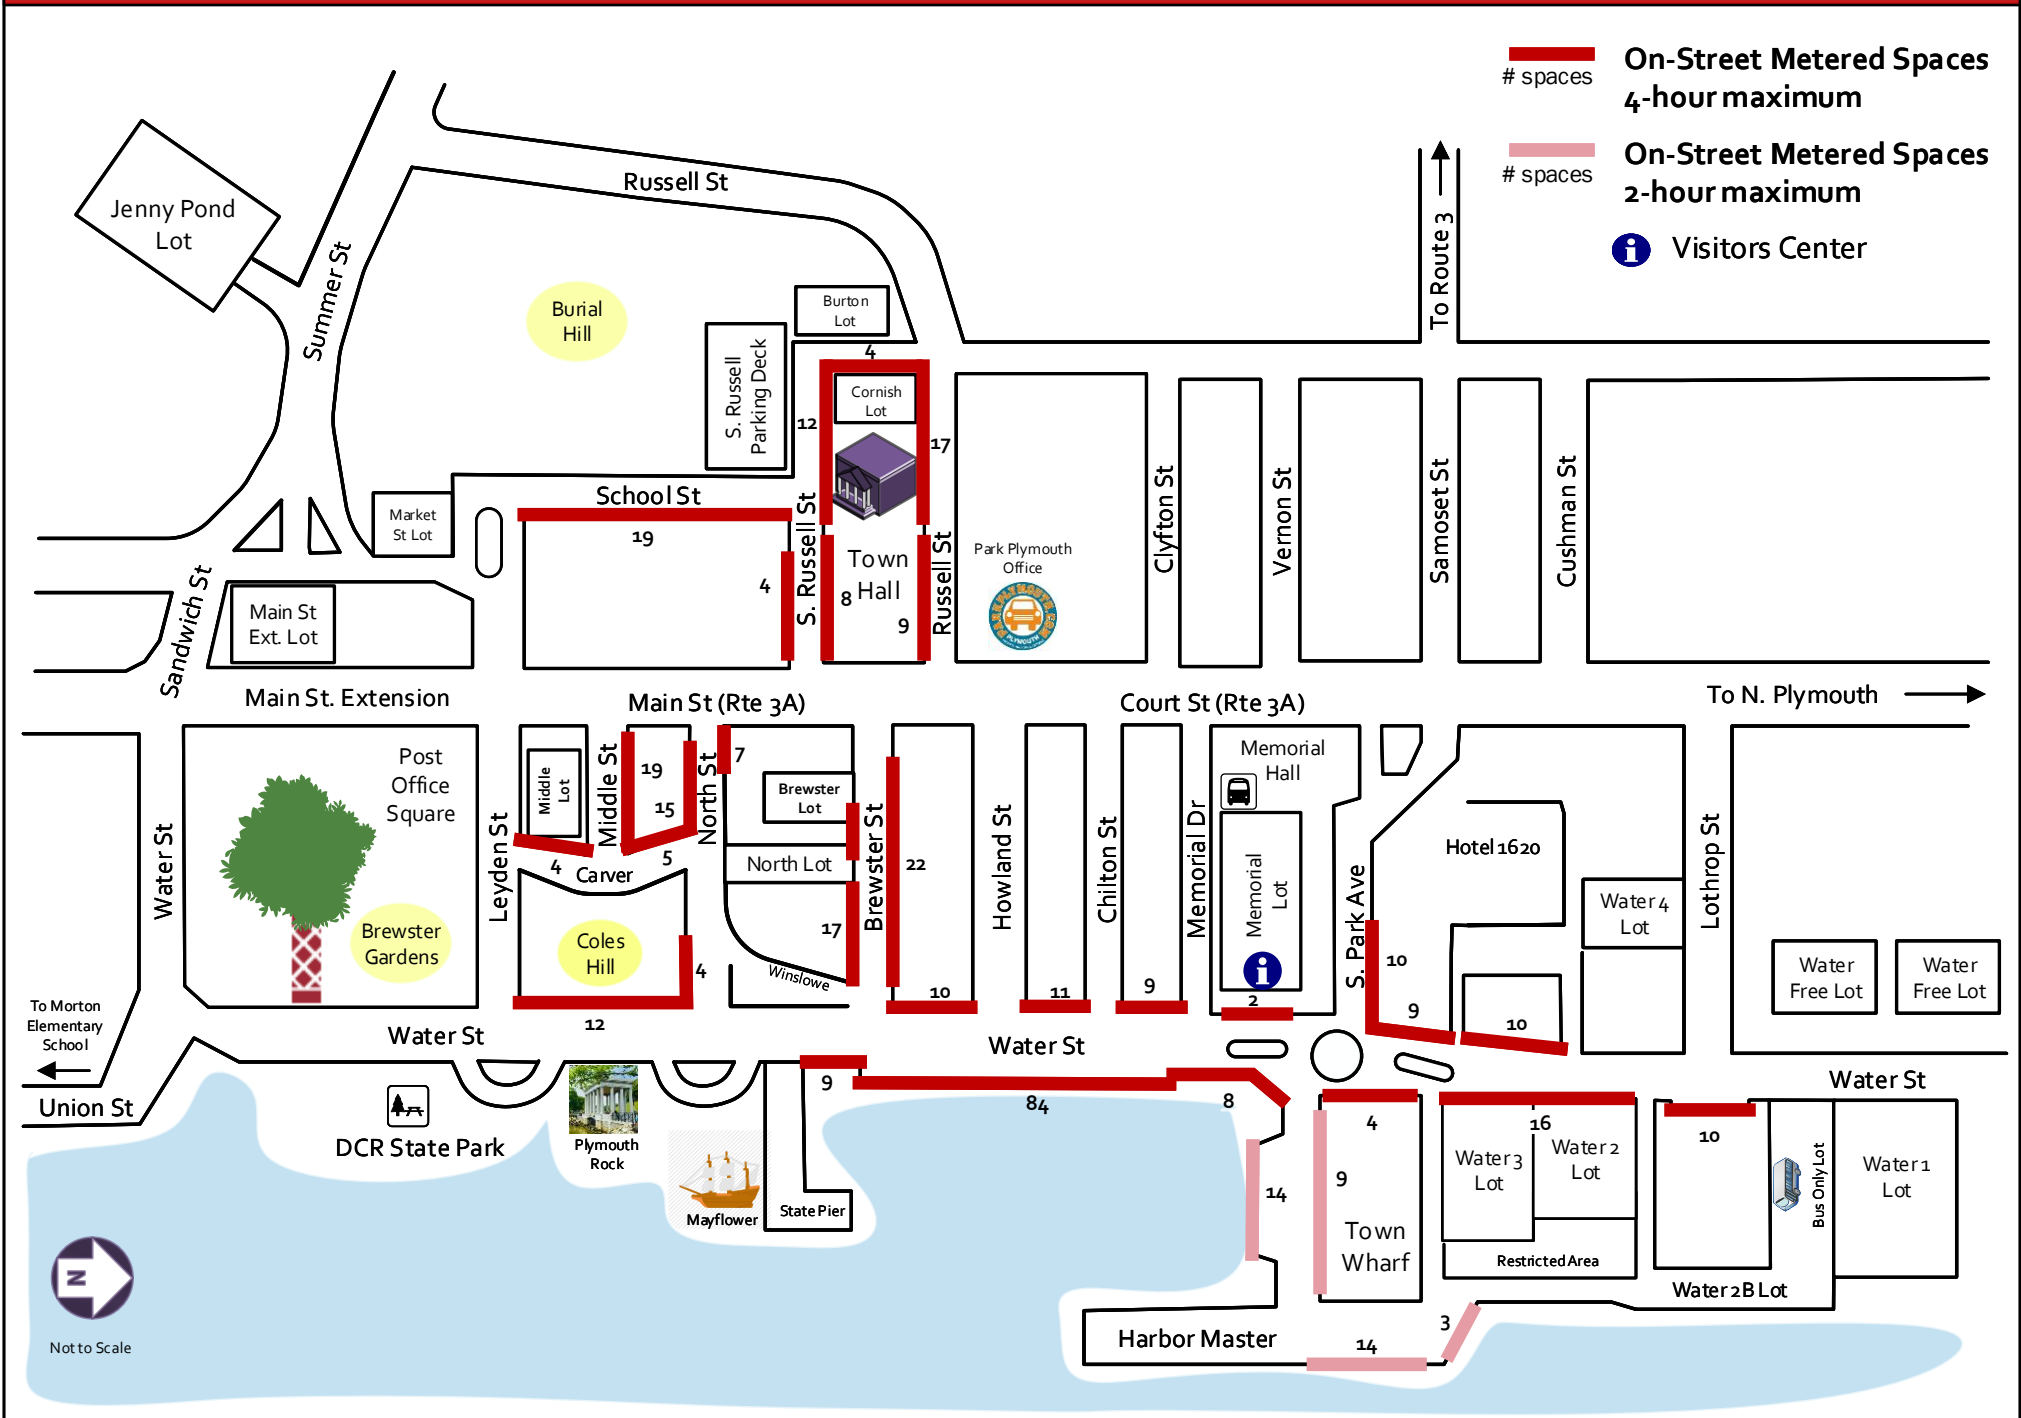 On-Street Metered Spaces
# spaces
4-hour maximum
On-Street Metered Spaces
# spaces
2-hour maximum
Visitors Center
To Route 3
Russell St
Jenny Pond
Lot
Summer St
Burial
Hill
Burton
Lot
S. Russell
Parking Deck
4
Cornish
Lot
12
17
School St
19
Market
St Lot
4
S. Russell St
Town
Hall
8
9
Russell St
Park Plymouth
Office
PLYMOUTH
Clyfton St
Vernon St
Samoset St
Cushman St
Sandwich St
Main St
Ext. Lot
Main St. Extension
Main St (Rte 3A)
Court St (Rte 3A)
To N. Plymouth
Post
Office
Square
Water St
Brewster
Gardens
Leyden St
Middle
Lot
Middle St
19
15
North St
7
4
5
Carver
Coles
Hill
4
12
Brewster
Lot
North Lot
17
Winslowe
Brewster St
22
10
Howland St
11
Chilton St
9
Memorial Dr
Memorial
Hall
Memorial
Lot
2
S. Park Ave
10
9
10
Hotel 1620
Water 4
Lot
Lothrop St
Water
Free Lot
Water
Free Lot
To Morton
Elementary
School
Union St
Water St
Water St
Water St
DCR State Park
Plymouth
Rock
Mayflower
State Pier
9
84
8
14
4
9
Town
Wharf
16
Water 3
Lot
Water 2
Lot
Restricted Area
10
Water 2B Lot
Bus Only Lot
Water 1
Lot
Harbor Master
14
3
N
Not to Scale